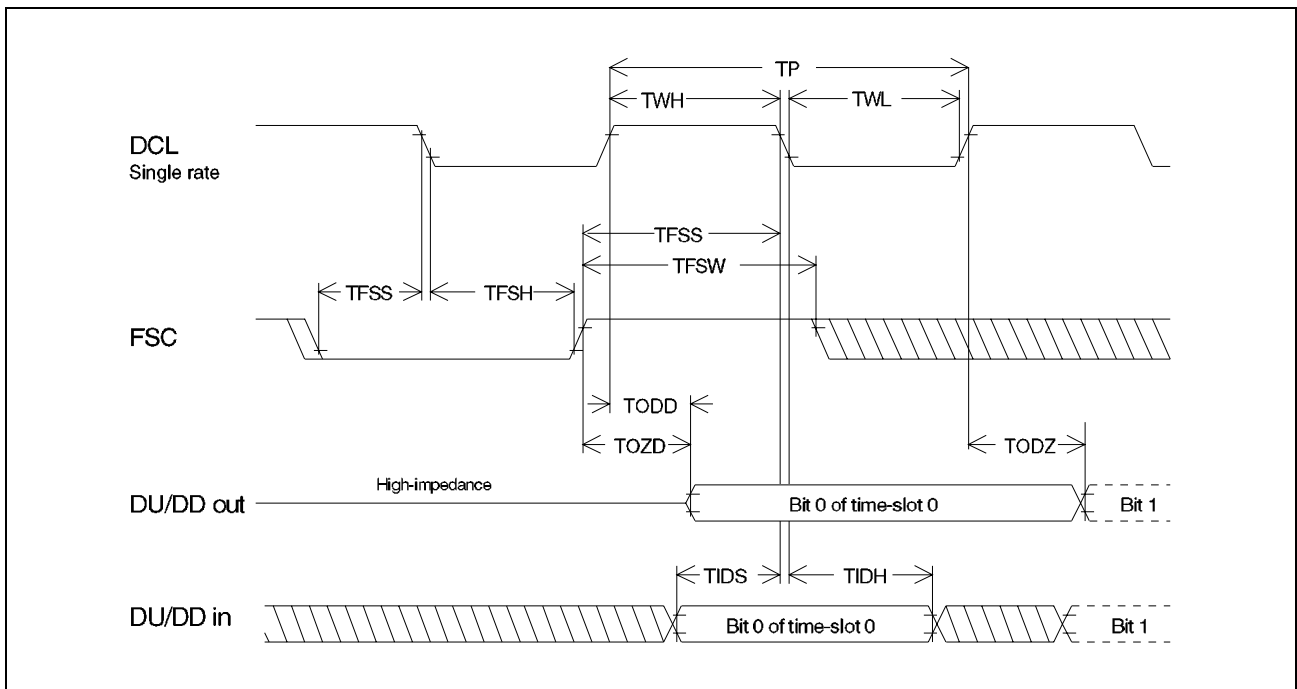 TP
TWH
TWL
DCL
Single rate
TFSS
TFSW
TFSS
TFSH
FSC
TODD
TOZD
TODZ
High-impedance
DU/DD out
Bit 0 of time-slot 0
Bit 1
TIDS
TIDH
DU/DD in
Bit 0 of time-slot 0
Bit 1